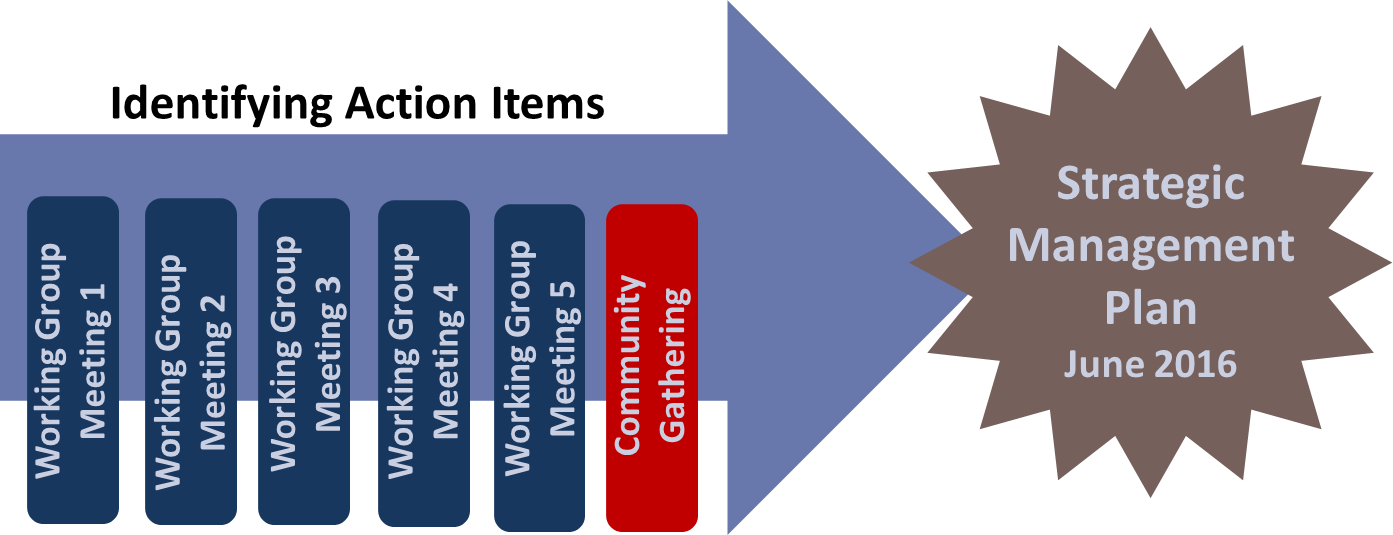 Identifying Action Items
Working Group
Meeting 1
Working Group
Meeting 2
Working Group
Meeting 3
Working Group
Meeting 4
Working Group
Meeting 5
Community
Gathering
Strategic
Management
Plan
June 2016